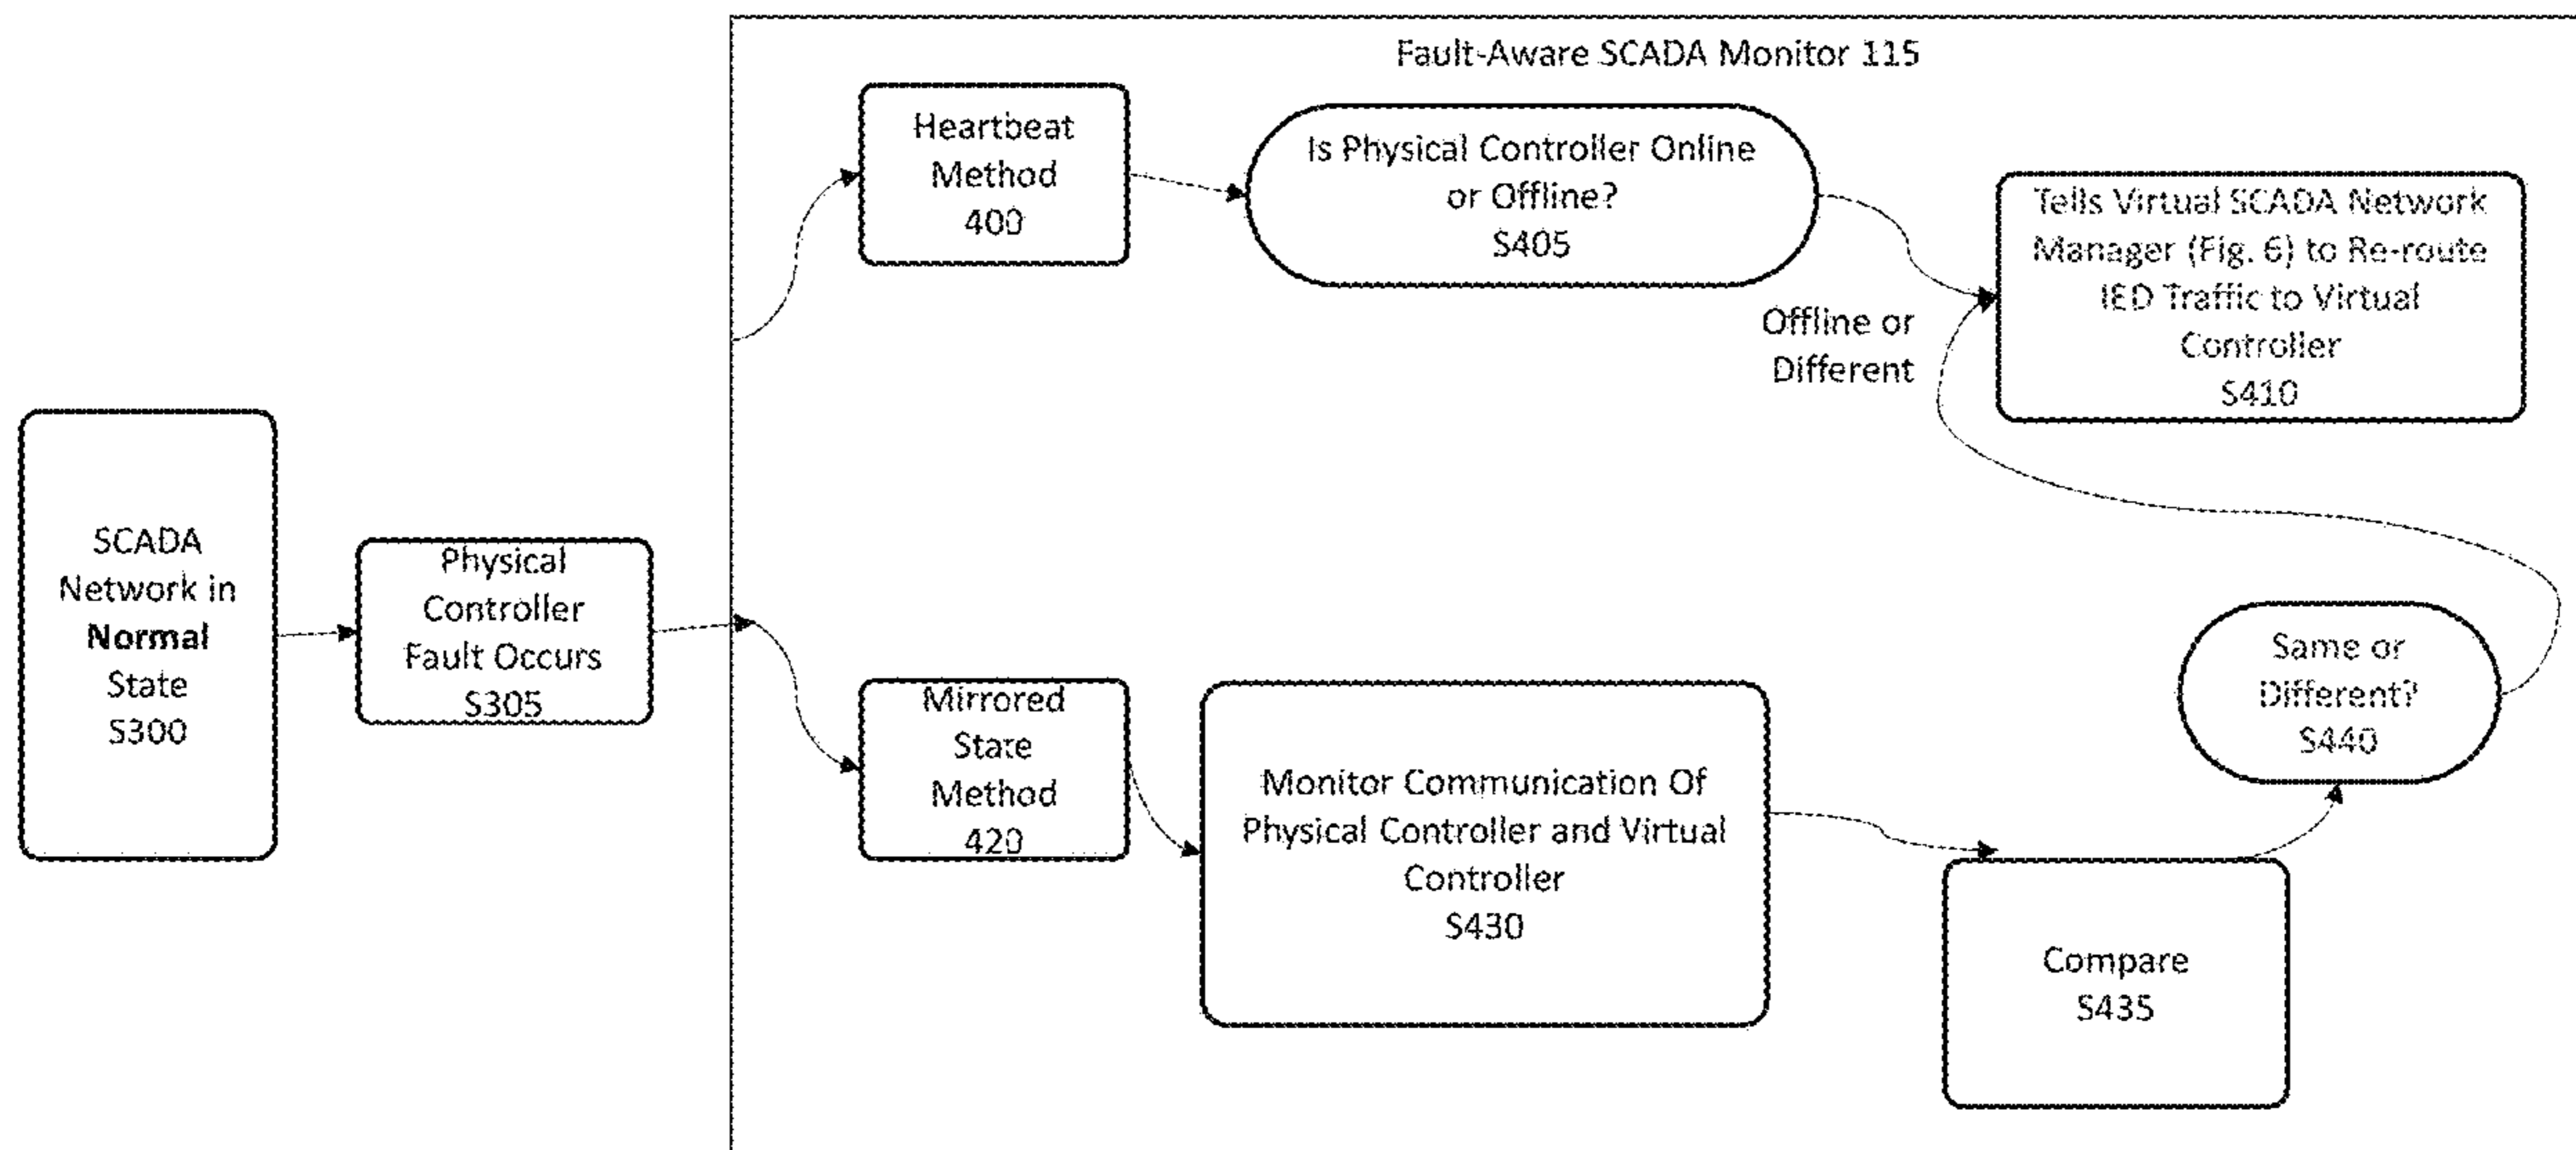 Fault-Aware SCADA Monitor 115
Heartbeat
Method
400
Is Physical Controller Online
or Offline?
S405
Tells Virtual SCADA Network
Manager (Fig. 6) to Re-route
IED Traffic to Virtual
Controller
S410
Offline or
Different
SCADA
Network in
Normal
State
S300
Physical
Controller
Fault Occurs
S305
Mirrored
State
Method
420
Monitor Communication Of
Physical Controller and Virtual
Controller
S430
Same or
Different?
S440
Compare
S435